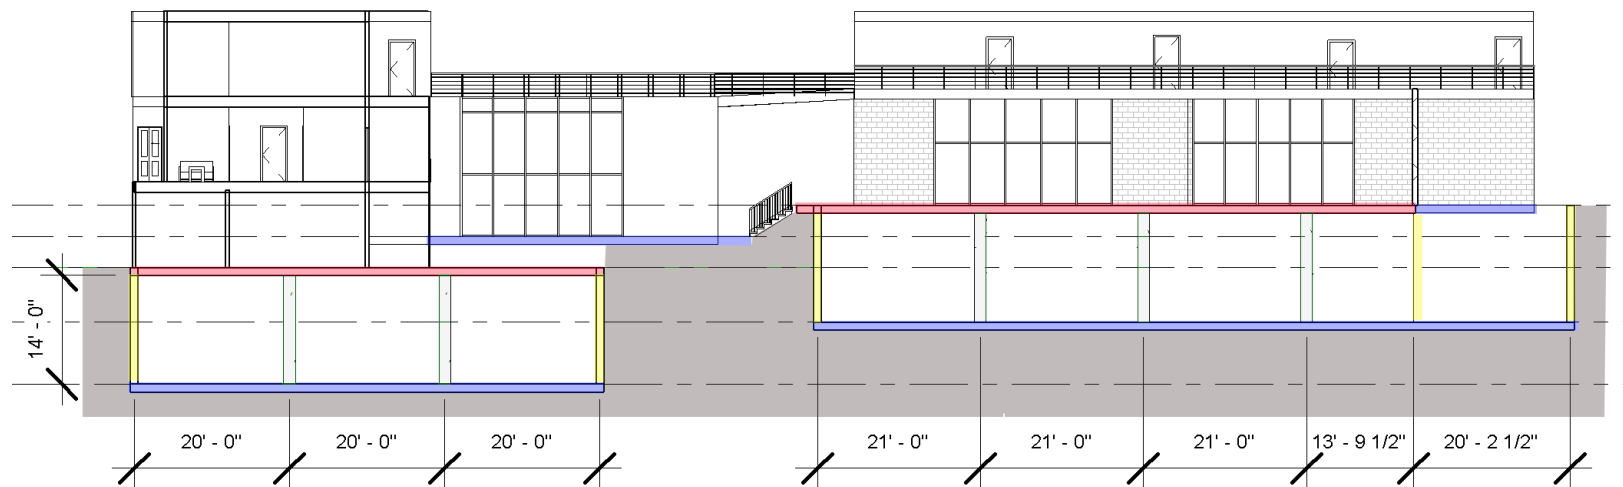 14' - 0"
20' - 0"
20' - 0"
20' - 0"
21' - 0"
21' - 0"
21' - 0"
13' - 9 1/2"
20' - 2 1/2"